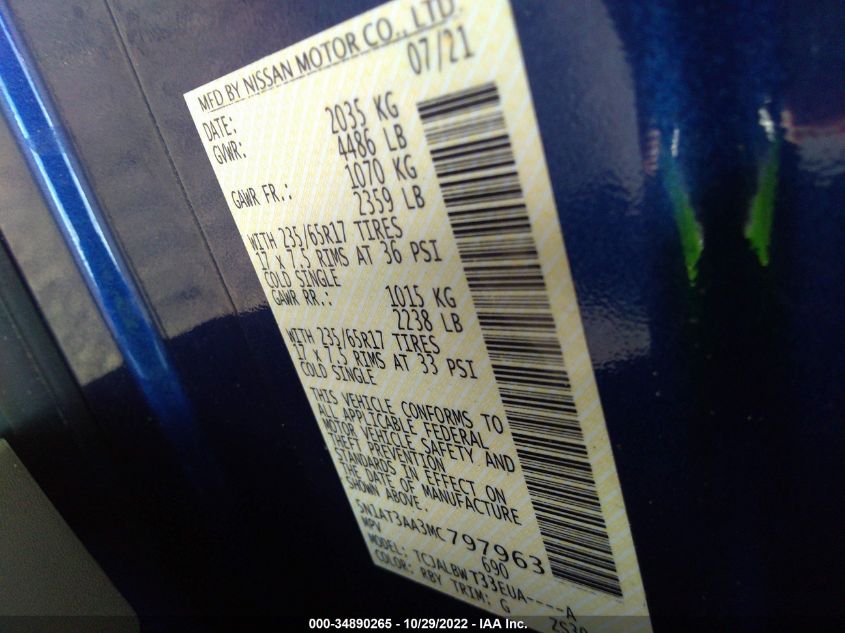 MFD BY NISSAN MOTOR CO., LTD.
DATE: 07/21
GVWR: 2035 KG
4486 LB
GAWR FR.: 1070 KG
2359 LB
WITH 235/65R17 TIRES
17 x 7.5 RIMS AT 36 PSI
COLD SINGLE
GAWR RR.: 1015 KG
2238 LB
WITH 235/65R17 TIRES
17 x 7.5 RIMS AT 33 PSI
COLD SINGLE
THIS VEHICLE CONFORMS TO
ALL APPLICABLE FEDERAL
MOTOR VEHICLE SAFETY AND
THEFT PREVENTION
STANDARDS IN EFFECT ON
THE DATE OF MANUFACTURE
SHOWN ABOVE.
5N1AT3AA3MC797963
MPV 690
MODEL: TCJALBWT33EUA----A
COLOR: RBY TRIM: G
000-34890265 - 10/29/2022 - IAA Inc.